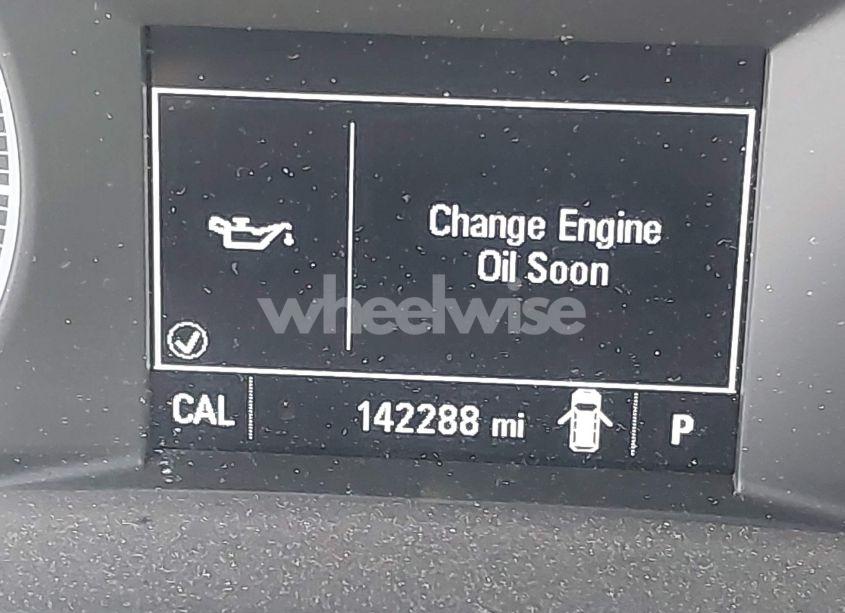 Change Engine
Oil Soon
wheelwise
CAL 142288 mi P